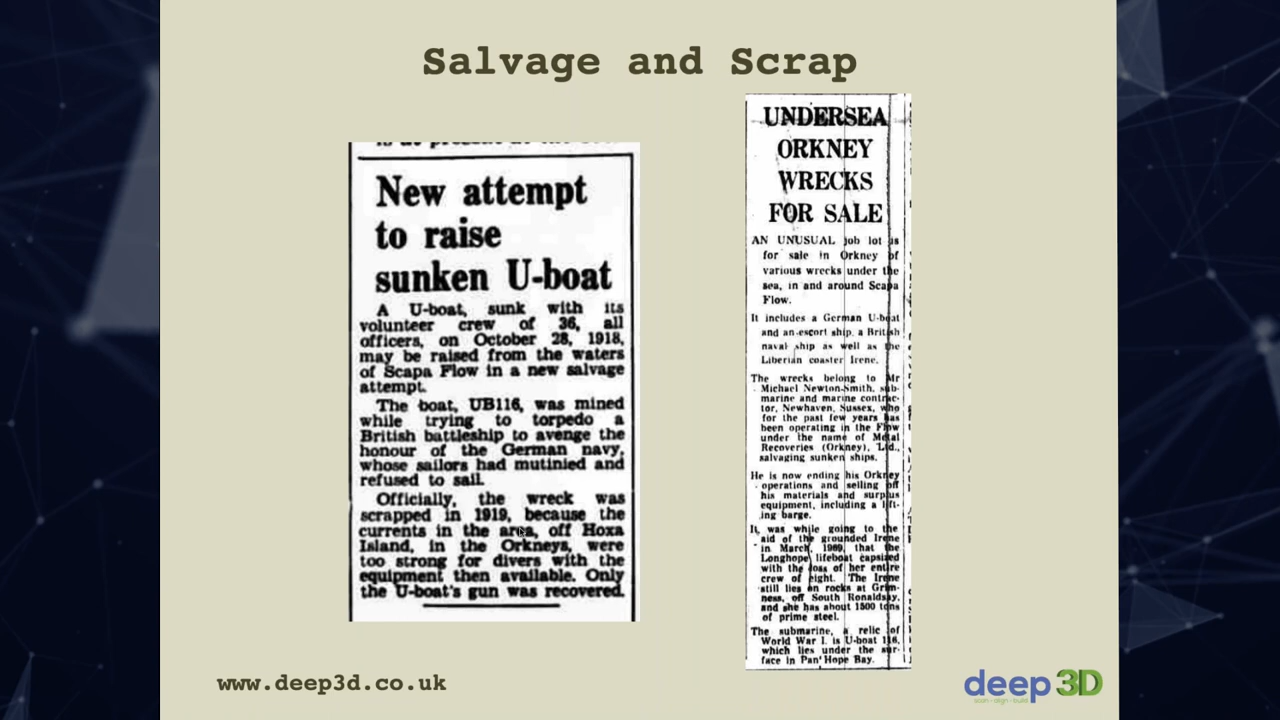 Salvage and Scrap
New attempt
to raise
sunken U-boat
A U-boat, sunk with its
volunteer crew of 36, all
officers, on October 28, 1918,
may be raised from the waters
of Scapa Flow in a new salvage
attempt.
The boat, UB116, was mined
while trying to torpedo a
British battleship to avenge the
honour of the German navy,
whose sailors had mutinied and
refused to sail.
Officially, the wreck was
scrapped in 1919, because the
currents in the area, off Hoxa
Island, in the Orkneys, were
too strong for divers with the
equipment then available. Only
the U-boat's gun was recovered.
UNDERSEA
ORKNEY
WRECKS
FOR SALE
AN UNUSUAL job lot is
for sale in Orkney of
various wrecks under the
sea, in and around Scapa
Flow.
It includes a German U-boat
and an escort ship, a British
naval ship as well as the
Liberian coaster Irene.
The wrecks belong to Mr
Michael Newton-Smith, sub-
marine and marine contrac-
tor, Newhaven, Sussex, who
for the past few years has
been operating in the Flow
under the name of Metal
Recoveries (Orkney), Ltd.,
salvaging sunken ships.
He is now ending his Orkney
operations and selling off
his materials and surplus
equipment, including a lift-
ing barge.
It was while going to the
aid of the grounded Irene
in March, 1969, that the
Longhope lifeboat capsized
with the loss of her entire
crew of eight. The Irene
still lies on rocks at Grim-
ness, off South Ronaldsay,
and she has about 1500 tons
of prime steel.
The submarine, a relic of
World War I, is U-boat 116,
which lies under the sur-
face in Pan Hope Bay.
www.deep3d.co.uk
deep 3D
scan · align · build